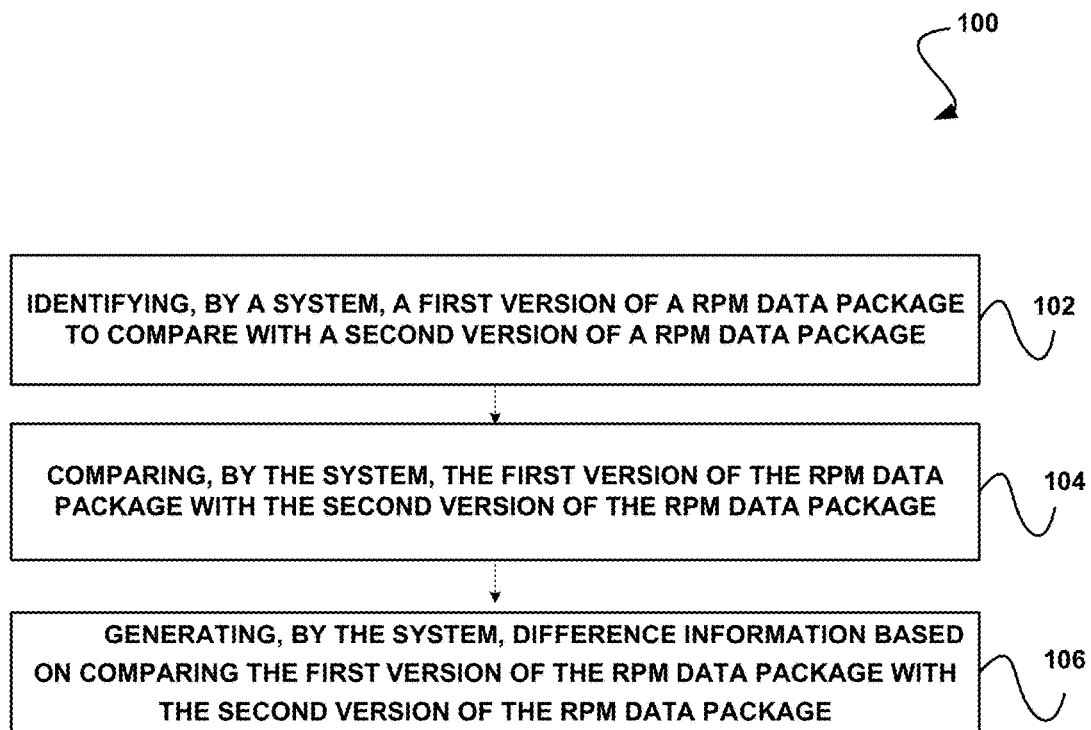 100
IDENTIFYING, BY A SYSTEM, A FIRST VERSION OF A RPM DATA PACKAGE
TO COMPARE WITH A SECOND VERSION OF A RPM DATA PACKAGE
102
COMPARING, BY THE SYSTEM, THE FIRST VERSION OF THE RPM DATA
PACKAGE WITH THE SECOND VERSION OF THE RPM DATA PACKAGE
104
GENERATING, BY THE SYSTEM, DIFFERENCE INFORMATION BASED
ON COMPARING THE FIRST VERSION OF THE RPM DATA PACKAGE WITH
THE SECOND VERSION OF THE RPM DATA PACKAGE
106